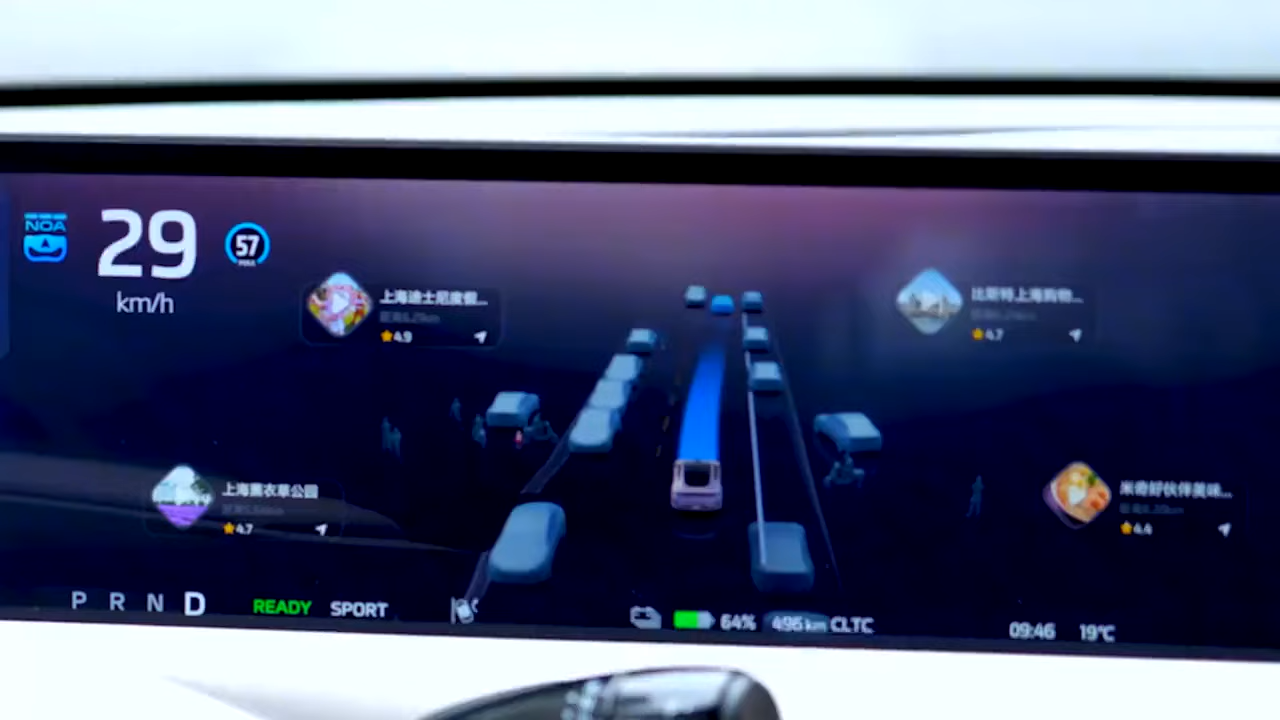 NOA
29
km/h
57
MAX
上海迪士尼度假...
4.9
比斯特上海购物...
4.7
上海薰衣草公园
4.7
米奇好伙伴美味...
4.4
P R N D
READY
SPORT
64%
496 km CLTC
09:46
19℃